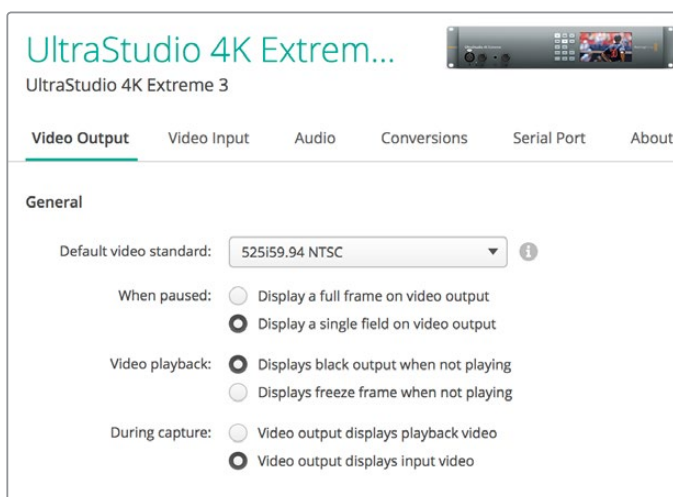 UltraStudio 4K Extrem...
UltraStudio 4K Extreme 3
Video Output Video Input Audio Conversions Serial Port About
General
Default video standard: 525i59.94 NTSC
When paused: Display a full frame on video output
Display a single field on video output
Video playback: Displays black output when not playing
Displays freeze frame when not playing
During capture: Video output displays playback video
Video output displays input video